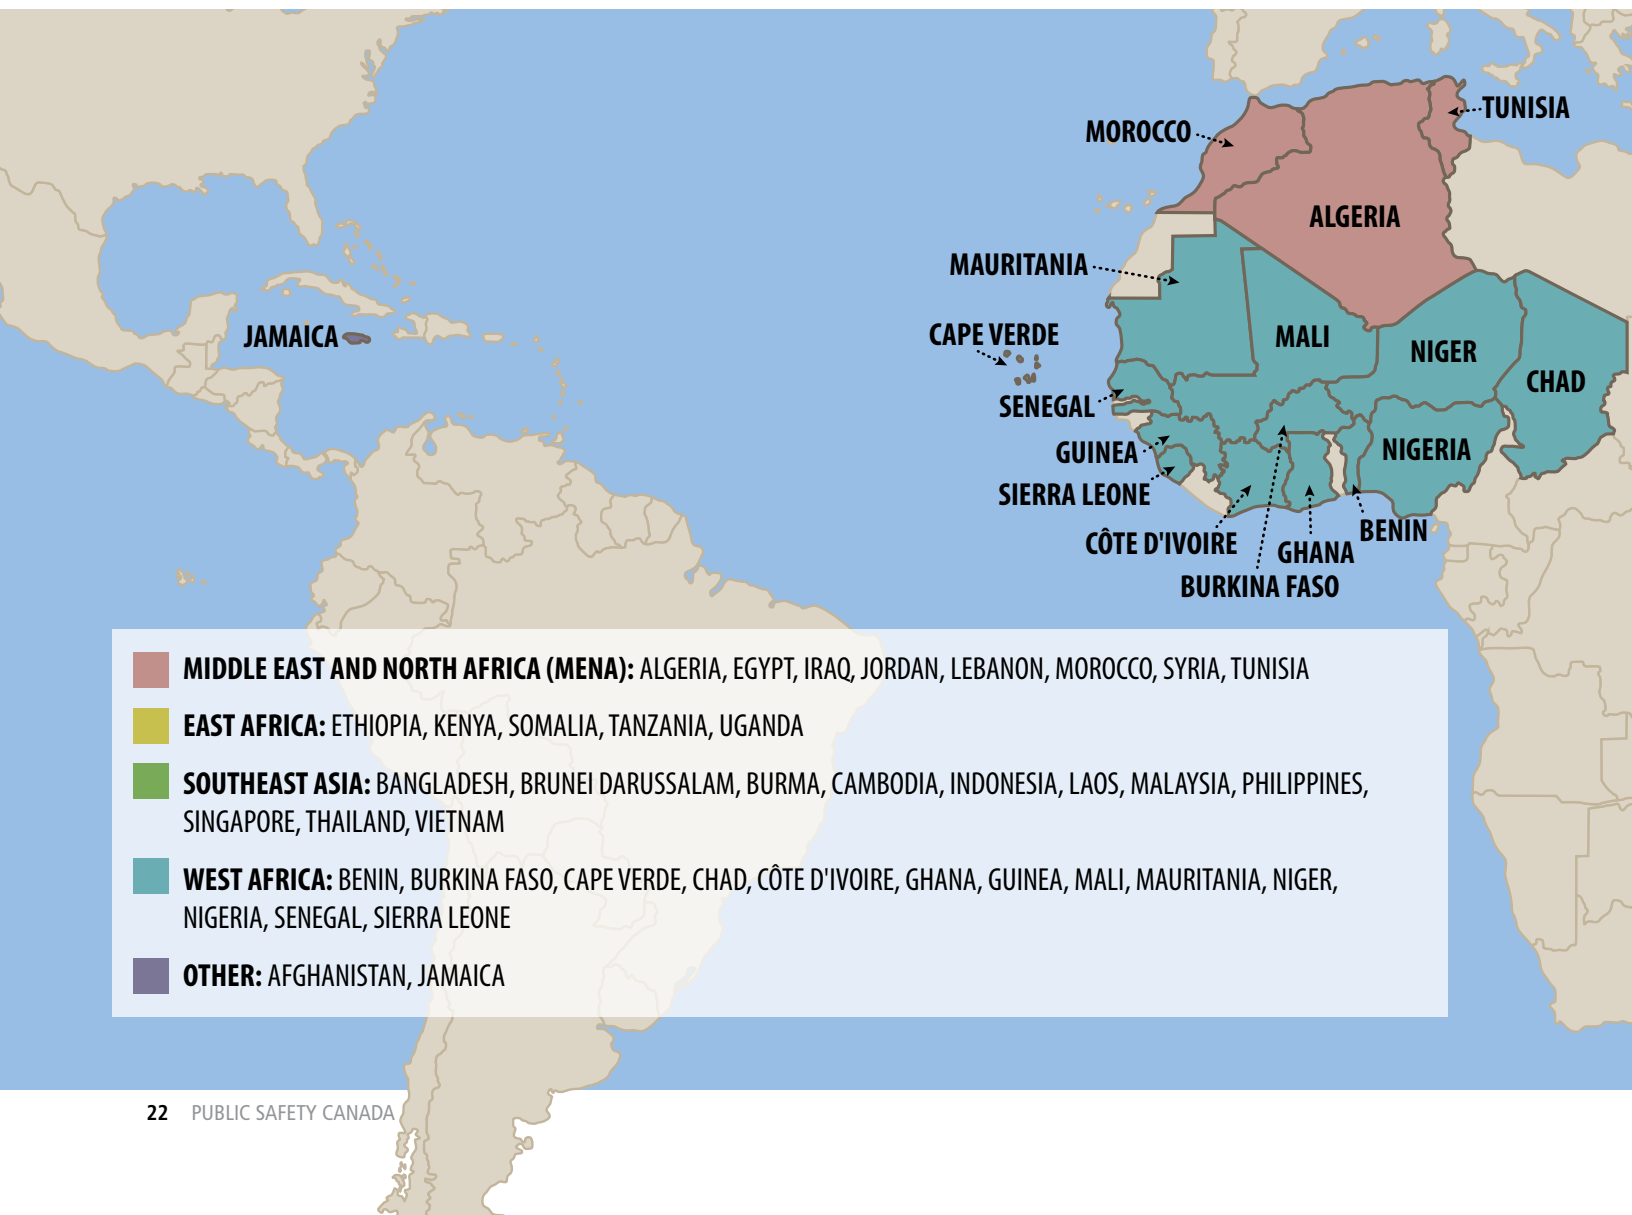 TUNISIA
MOROCCO
ALGERIA
MAURITANIA
CAPE VERDE
JAMAICA
MALI
NIGER
CHAD
SENEGAL
GUINEA
NIGERIA
SIERRA LEONE
CÔTE D'IVOIRE
GHANA
BENIN
BURKINA FASO
MIDDLE EAST AND NORTH AFRICA (MENA): ALGERIA, EGYPT, IRAQ, JORDAN, LEBANON, MOROCCO, SYRIA, TUNISIA
EAST AFRICA: ETHIOPIA, KENYA, SOMALIA, TANZANIA, UGANDA
SOUTHEAST ASIA: BANGLADESH, BRUNEI DARUSSALAM, BURMA, CAMBODIA, INDONESIA, LAOS, MALAYSIA, PHILIPPINES,
SINGAPORE, THAILAND, VIETNAM
WEST AFRICA: BENIN, BURKINA FASO, CAPE VERDE, CHAD, CÔTE D'IVOIRE, GHANA, GUINEA, MALI, MAURITANIA, NIGER,
NIGERIA, SENEGAL, SIERRA LEONE
OTHER: AFGHANISTAN, JAMAICA
22 PUBLIC SAFETY CANADA